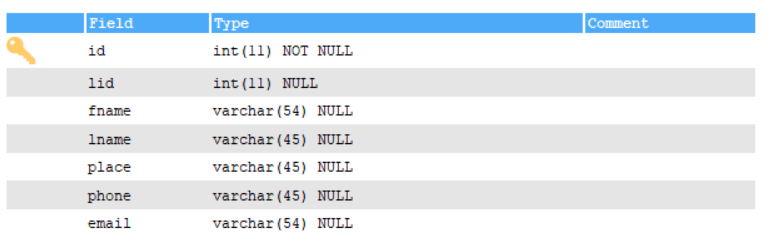 Field Type Comment
id int(11) NOT NULL
lid int(11) NULL
fname varchar(54) NULL
lname varchar(45) NULL
place varchar(45) NULL
phone varchar(45) NULL
email varchar(54) NULL